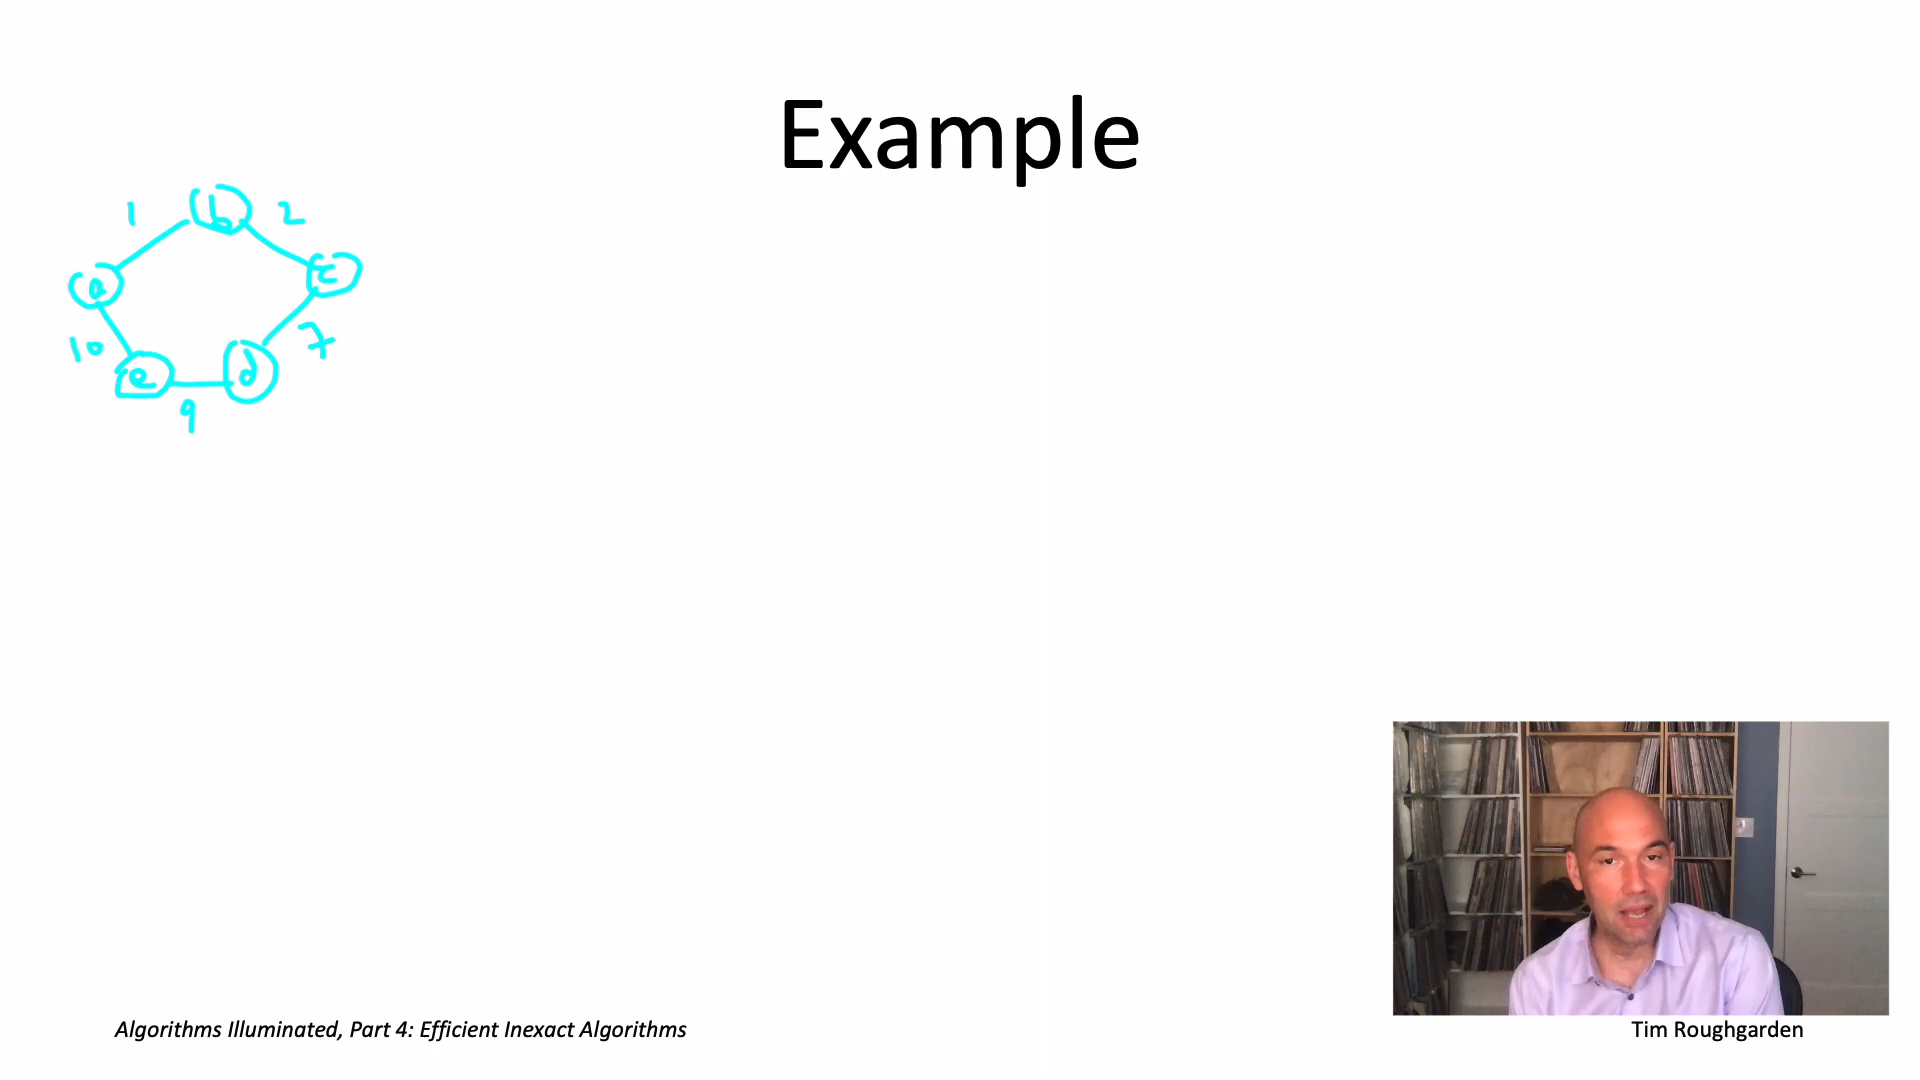 Example
1 b 2
a c
10 7
e d
9
Algorithms Illuminated, Part 4: Efficient Inexact Algorithms
Tim Roughgarden